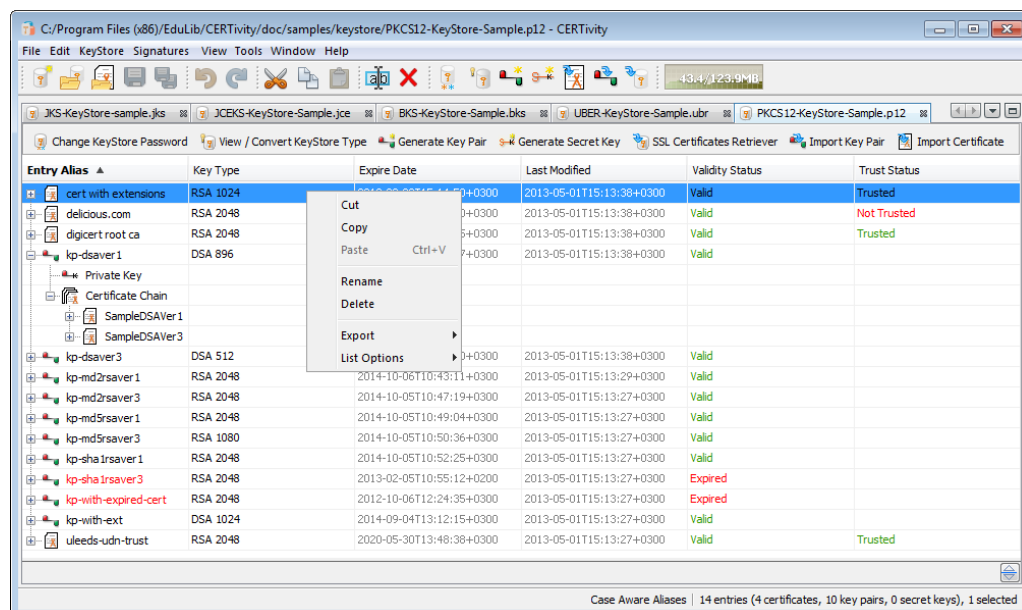 C:/Program Files (x86)/EduLib/CERTivity/doc/samples/keystore/PKCS12-KeyStore-Sample.p12 - CERTivity
File Edit KeyStore Signatures View Tools Window Help
43.4/123.9MB
JKS-KeyStore-sample.jks JCEKS-KeyStore-Sample.jce BKS-KeyStore-Sample.bks UBER-KeyStore-Sample.ubr PKCS12-KeyStore-Sample.p12
Change KeyStore Password View / Convert KeyStore Type Generate Key Pair Generate Secret Key SSL Certificates Retriever Import Key Pair Import Certificate
Entry Alias Key Type Expire Date Last Modified Validity Status Trust Status
cert with extensions RSA 1024 2013-05-01T15:13:38+0300 Valid Trusted
delicious.com RSA 2048 0+0300 2013-05-01T15:13:38+0300 Valid Not Trusted
digicert root ca RSA 2048 5+0300 2013-05-01T15:13:38+0300 Valid Trusted
kp-dsaver1 DSA 896 7+0300 2013-05-01T15:13:38+0300 Valid
Private Key
Certificate Chain
SampleDSAVer1
SampleDSAVer3
Cut
Copy
Paste Ctrl+V
Rename
Delete
Export
List Options
kp-dsaver3 DSA 512 0+0300 2013-05-01T15:13:38+0300 Valid
kp-md2rsaver1 RSA 2048 2014-10-06T10:43:11+0300 2013-05-01T15:13:29+0300 Valid
kp-md2rsaver3 RSA 2048 2014-10-05T10:47:19+0300 2013-05-01T15:13:27+0300 Valid
kp-md5rsaver1 RSA 2048 2014-10-05T10:49:04+0300 2013-05-01T15:13:27+0300 Valid
kp-md5rsaver3 RSA 1080 2014-10-05T10:50:36+0300 2013-05-01T15:13:27+0300 Valid
kp-sha1rsaver1 RSA 2048 2014-10-05T10:52:25+0300 2013-05-01T15:13:27+0300 Valid
kp-sha1rsaver3 RSA 2048 2013-02-05T10:55:12+0200 2013-05-01T15:13:27+0300 Expired
kp-with-expired-cert RSA 2048 2012-10-06T12:24:35+0300 2013-05-01T15:13:27+0300 Expired
kp-with-ext DSA 1024 2014-09-04T13:12:15+0300 2013-05-01T15:13:27+0300 Valid
uleeds-udn-trust RSA 2048 2020-05-30T13:48:38+0300 2013-05-01T15:13:27+0300 Valid Trusted
Case Aware Aliases 14 entries (4 certificates, 10 key pairs, 0 secret keys), 1 selected